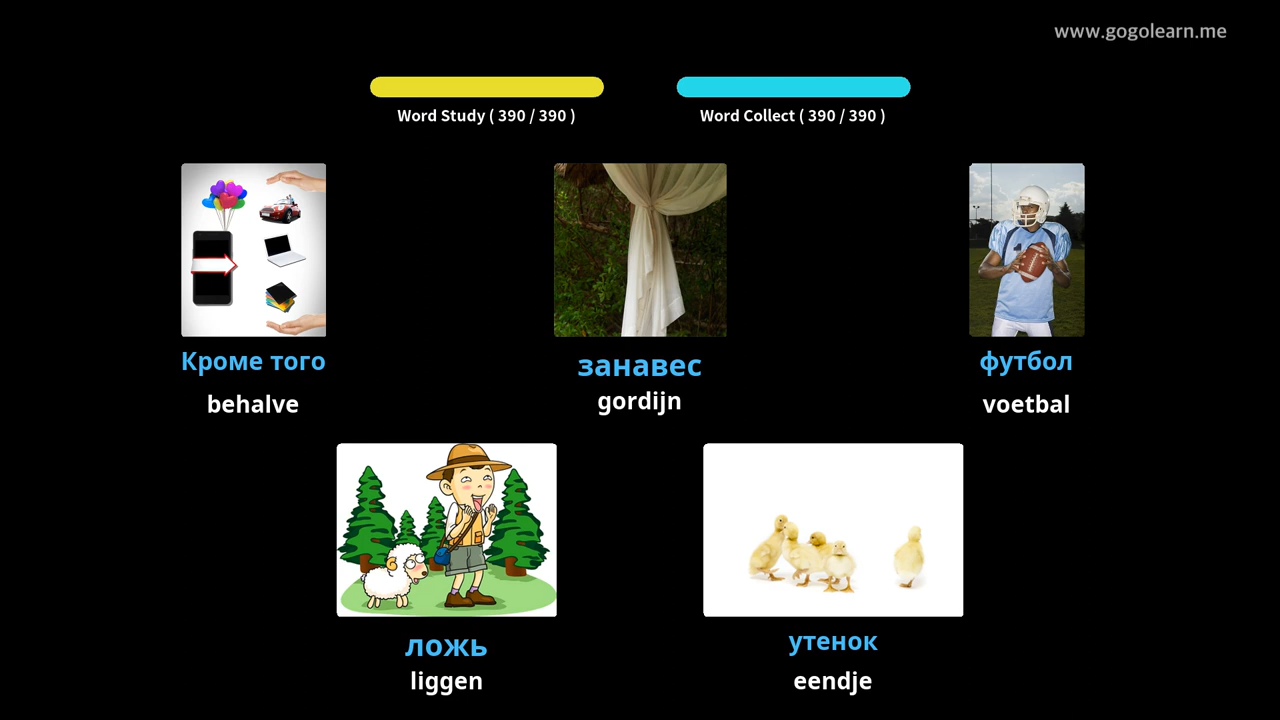 www.gogolearn.me
Word Study ( 390 / 390 )
Word Collect ( 390 / 390 )
Кроме того
behalve
занавес
gordijn
футбол
voetbal
ложь
liggen
утенок
eendje